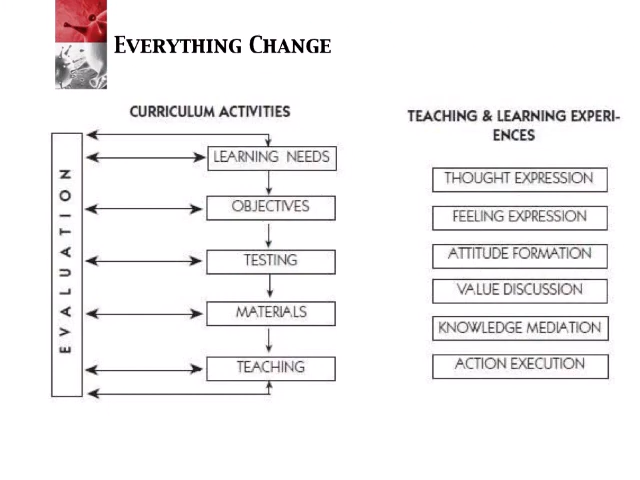 EVERYTHING CHANGE
CURRICULUM ACTIVITIES
EVALUATION
LEARNING NEEDS
OBJECTIVES
TESTING
MATERIALS
TEACHING
TEACHING & LEARNING EXPERI-
ENCES
THOUGHT EXPRESSION
FEELING EXPRESSION
ATTITUDE FORMATION
VALUE DISCUSSION
KNOWLEDGE MEDIATION
ACTION EXECUTION